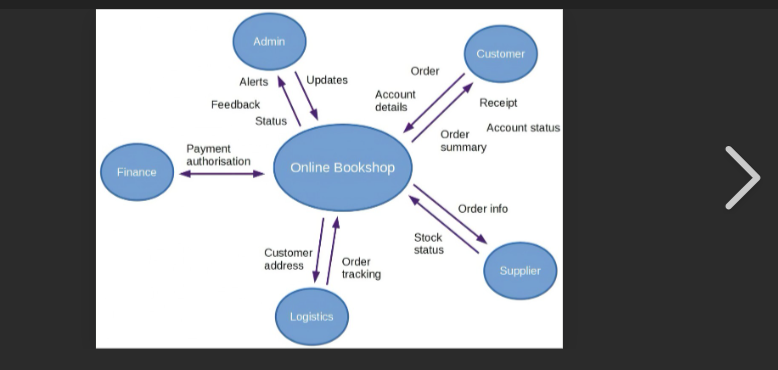 Admin
Customer
Order
Alerts
Updates
Account
details
Feedback
Receipt
Status
Account status
Order
summary
Payment
authorisation
Online Bookshop
Finance
Order info
Stock
status
Customer
address
Order
tracking
Supplier
Logistics